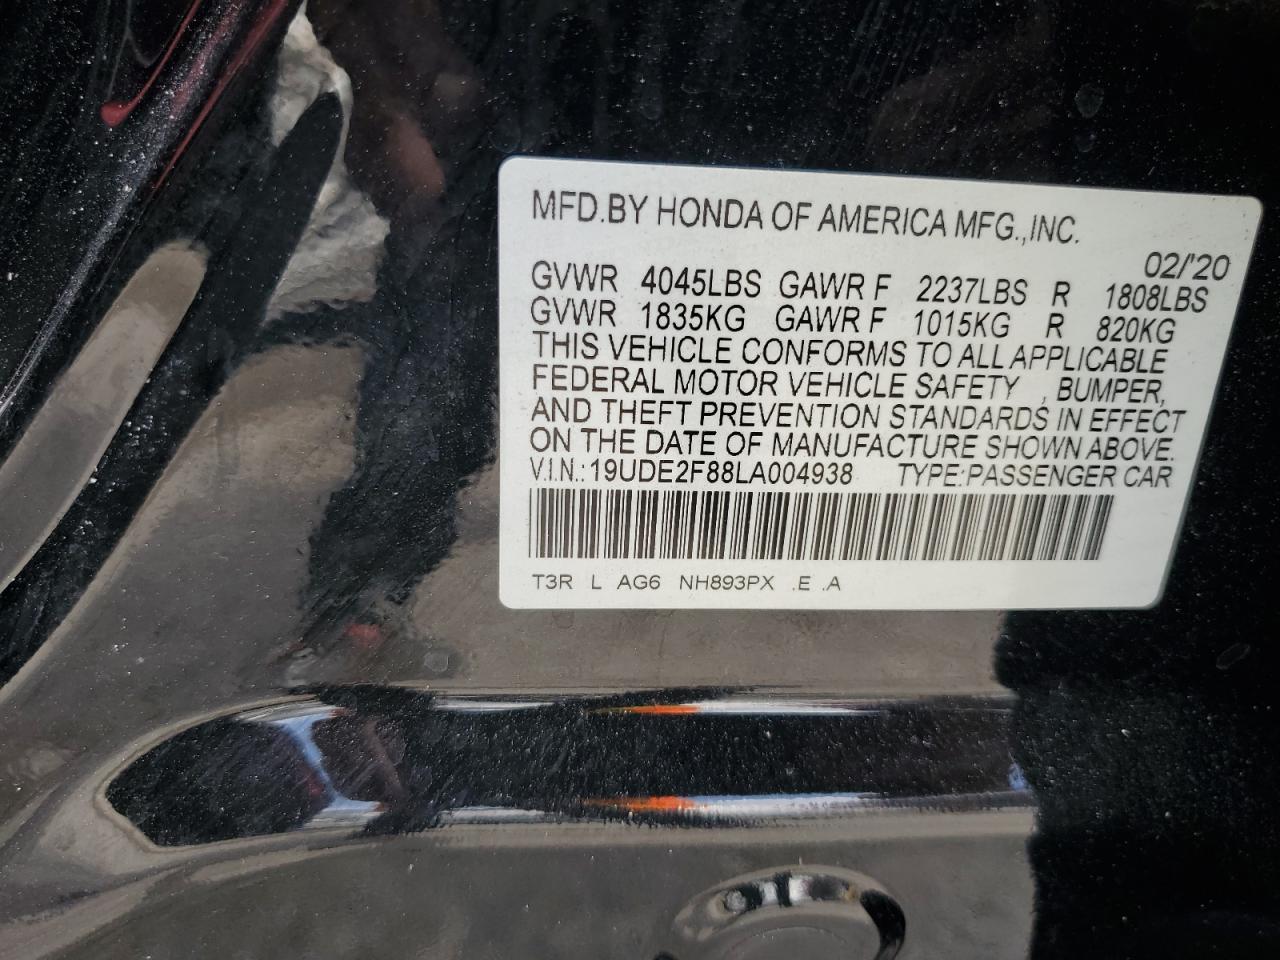 MFD.BY HONDA OF AMERICA MFG.,INC.
02/'20
GVWR 4045LBS GAWR F 2237LBS R 1808LBS
GVWR 1835KG GAWR F 1015KG R 820KG
THIS VEHICLE CONFORMS TO ALL APPLICABLE
FEDERAL MOTOR VEHICLE SAFETY , BUMPER,
AND THEFT PREVENTION STANDARDS IN EFFECT
ON THE DATE OF MANUFACTURE SHOWN ABOVE.
V.I.N.: 19UDE2F88LA004938 TYPE:PASSENGER CAR
T3R L AG6 NH893PX .E .A